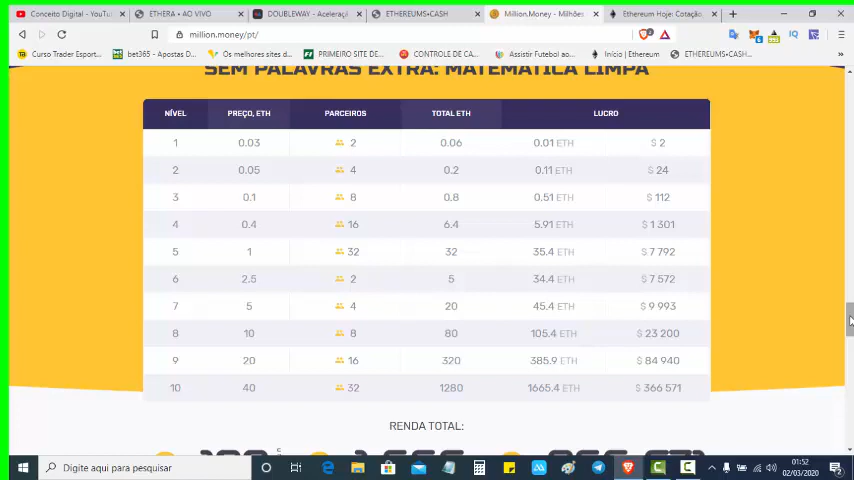 Conceito Digital - YouTu
ETHERA • AO VIVO
DOUBLEWAY - Aceleraçi
ETHEREUMS+CASH
Million.Money - Milhões
Ethereum Hoje: Cotação
million.money/pt/
Curso Trader Esport...
bet365 - Apostas D...
Os melhores sites d...
PRIMEIRO SITE DE...
CONTROLE DE CA...
Assistir Futebol ao...
Início | Ethereum
ETHEREUMS+CASH...
SEM PALAVRAS EXTRA: MATEMÁTICA LIMPA
NÍVEL PREÇO, ETH PARCEIROS TOTAL ETH LUCRO
1 0.03 2 0.06 0.01 ETH $ 2
2 0.05 4 0.2 0.11 ETH $ 24
3 0.1 8 0.8 0.51 ETH $ 112
4 0.4 16 6.4 5.91 ETH $ 1 301
5 1 32 32 35.4 ETH $ 7 792
6 2.5 2 5 34.4 ETH $ 7 572
7 5 4 20 45.4 ETH $ 9 993
8 10 8 80 105.4 ETH $ 23 200
9 20 16 320 385.9 ETH $ 84 940
10 40 32 1280 1665.4 ETH $ 366 571
RENDA TOTAL:
Digite aqui para pesquisar
01:52
02/03/2020